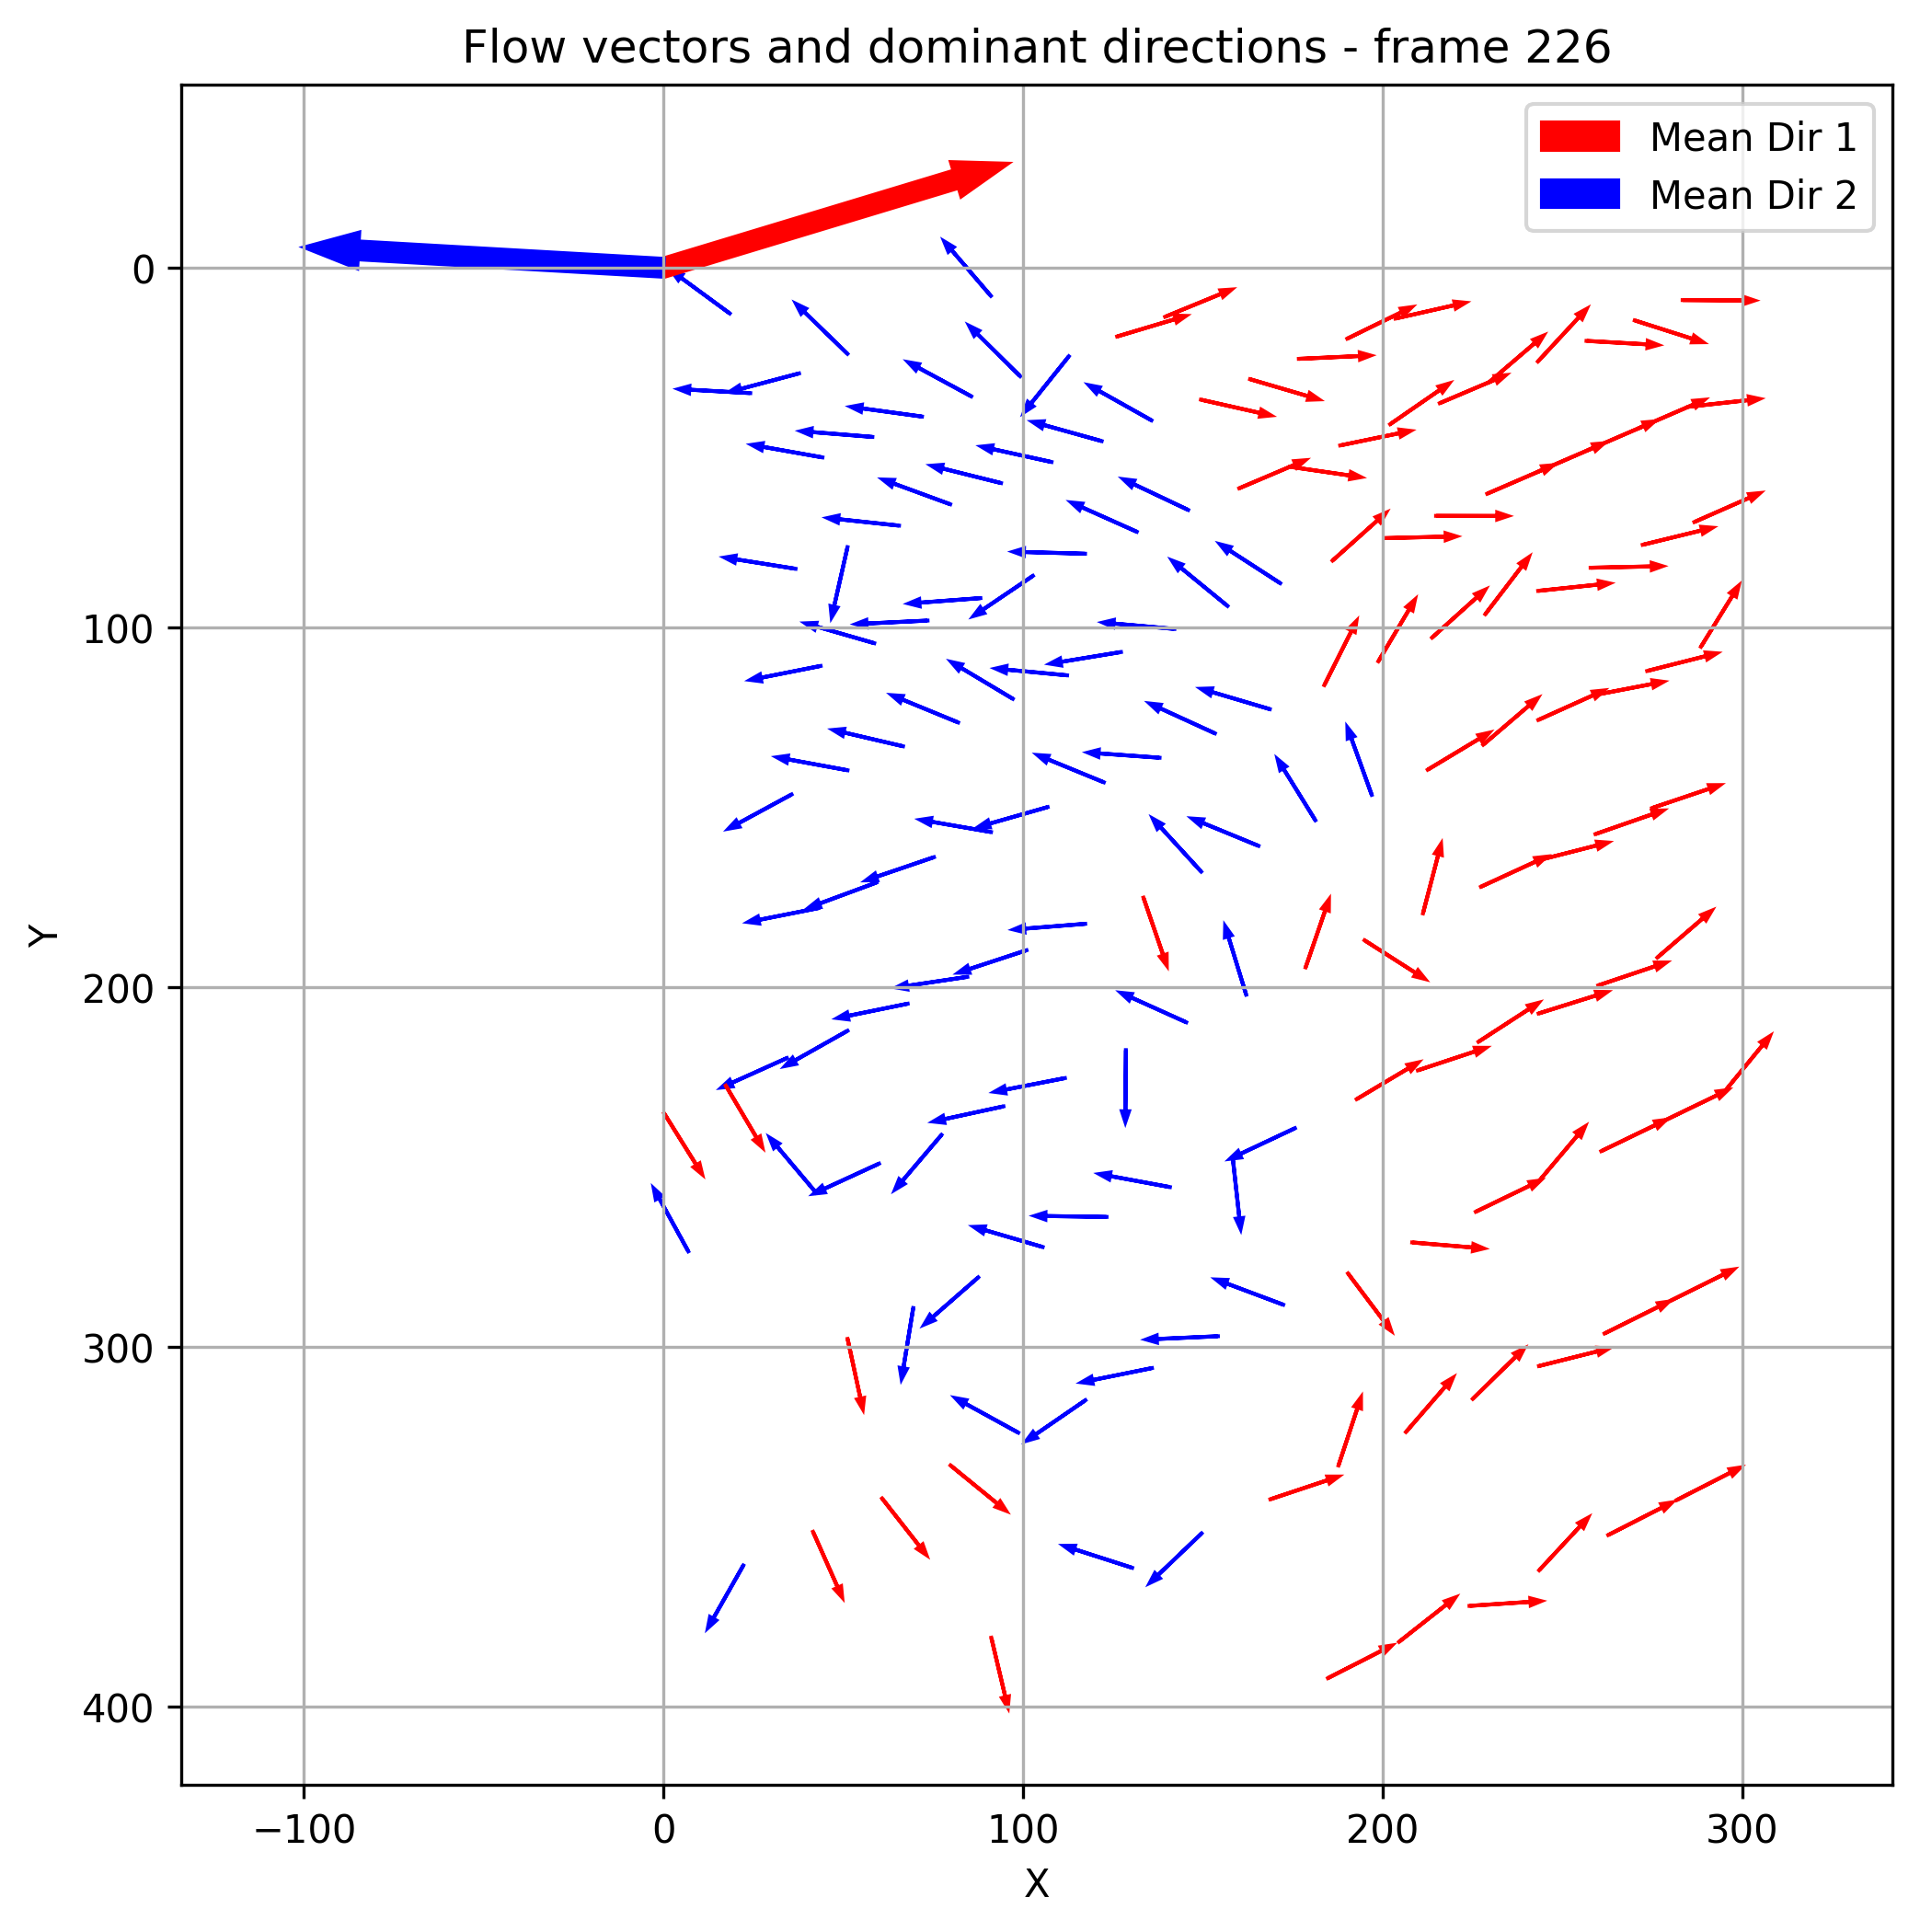 Flow vectors and dominant directions - frame 226
Mean Dir 1
Mean Dir 2
0
100
200
300
400
Y
−100
0
100
200
300
X